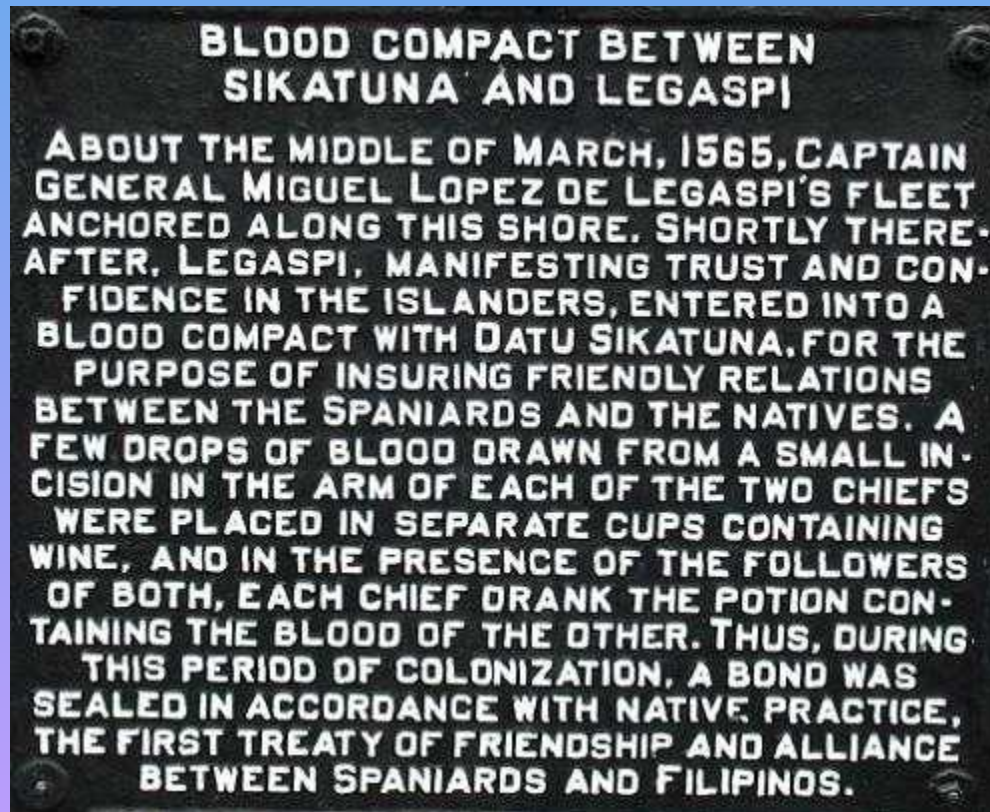 BLOOD COMPACT BETWEEN
SIKATUNA AND LEGASPI
ABOUT THE MIDDLE OF MARCH, 1565, CAPTAIN
GENERAL MIGUEL LOPEZ DE LEGASPI'S FLEET
ANCHORED ALONG THIS SHORE. SHORTLY THERE-
AFTER, LEGASPI, MANIFESTING TRUST AND CON-
FIDENCE IN THE ISLANDERS, ENTERED INTO A
BLOOD COMPACT WITH DATU SIKATUNA, FOR THE
PURPOSE OF INSURING FRIENDLY RELATIONS
BETWEEN THE SPANIARDS AND THE NATIVES. A
FEW DROPS OF BLOOD DRAWN FROM A SMALL IN-
CISION IN THE ARM OF EACH OF THE TWO CHIEFS
WERE PLACED IN SEPARATE CUPS CONTAINING
WINE, AND IN THE PRESENCE OF THE FOLLOWERS
OF BOTH, EACH CHIEF DRANK THE POTION CON-
TAINING THE BLOOD OF THE OTHER. THUS, DURING
THIS PERIOD OF COLONIZATION, A BOND WAS
SEALED IN ACCORDANCE WITH NATIVE PRACTICE,
THE FIRST TREATY OF FRIENDSHIP AND ALLIANCE
BETWEEN SPANIARDS AND FILIPINOS.